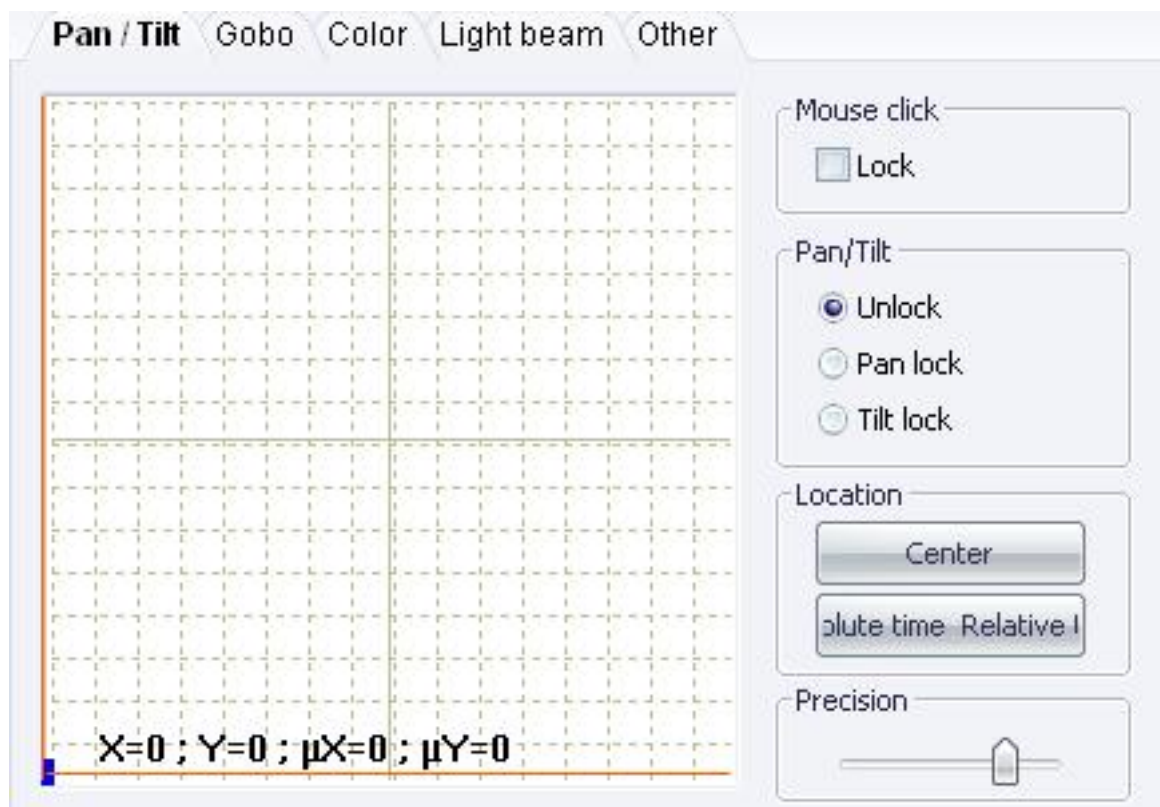 Pan / Tilt Gobo Color Light beam Other
Mouse click
Lock
Pan/Tilt
Unlock
Pan lock
Tilt lock
Location
Center
olute time Relative
Precision
X=0 ; Y=0 ; µX=0 ; µY=0